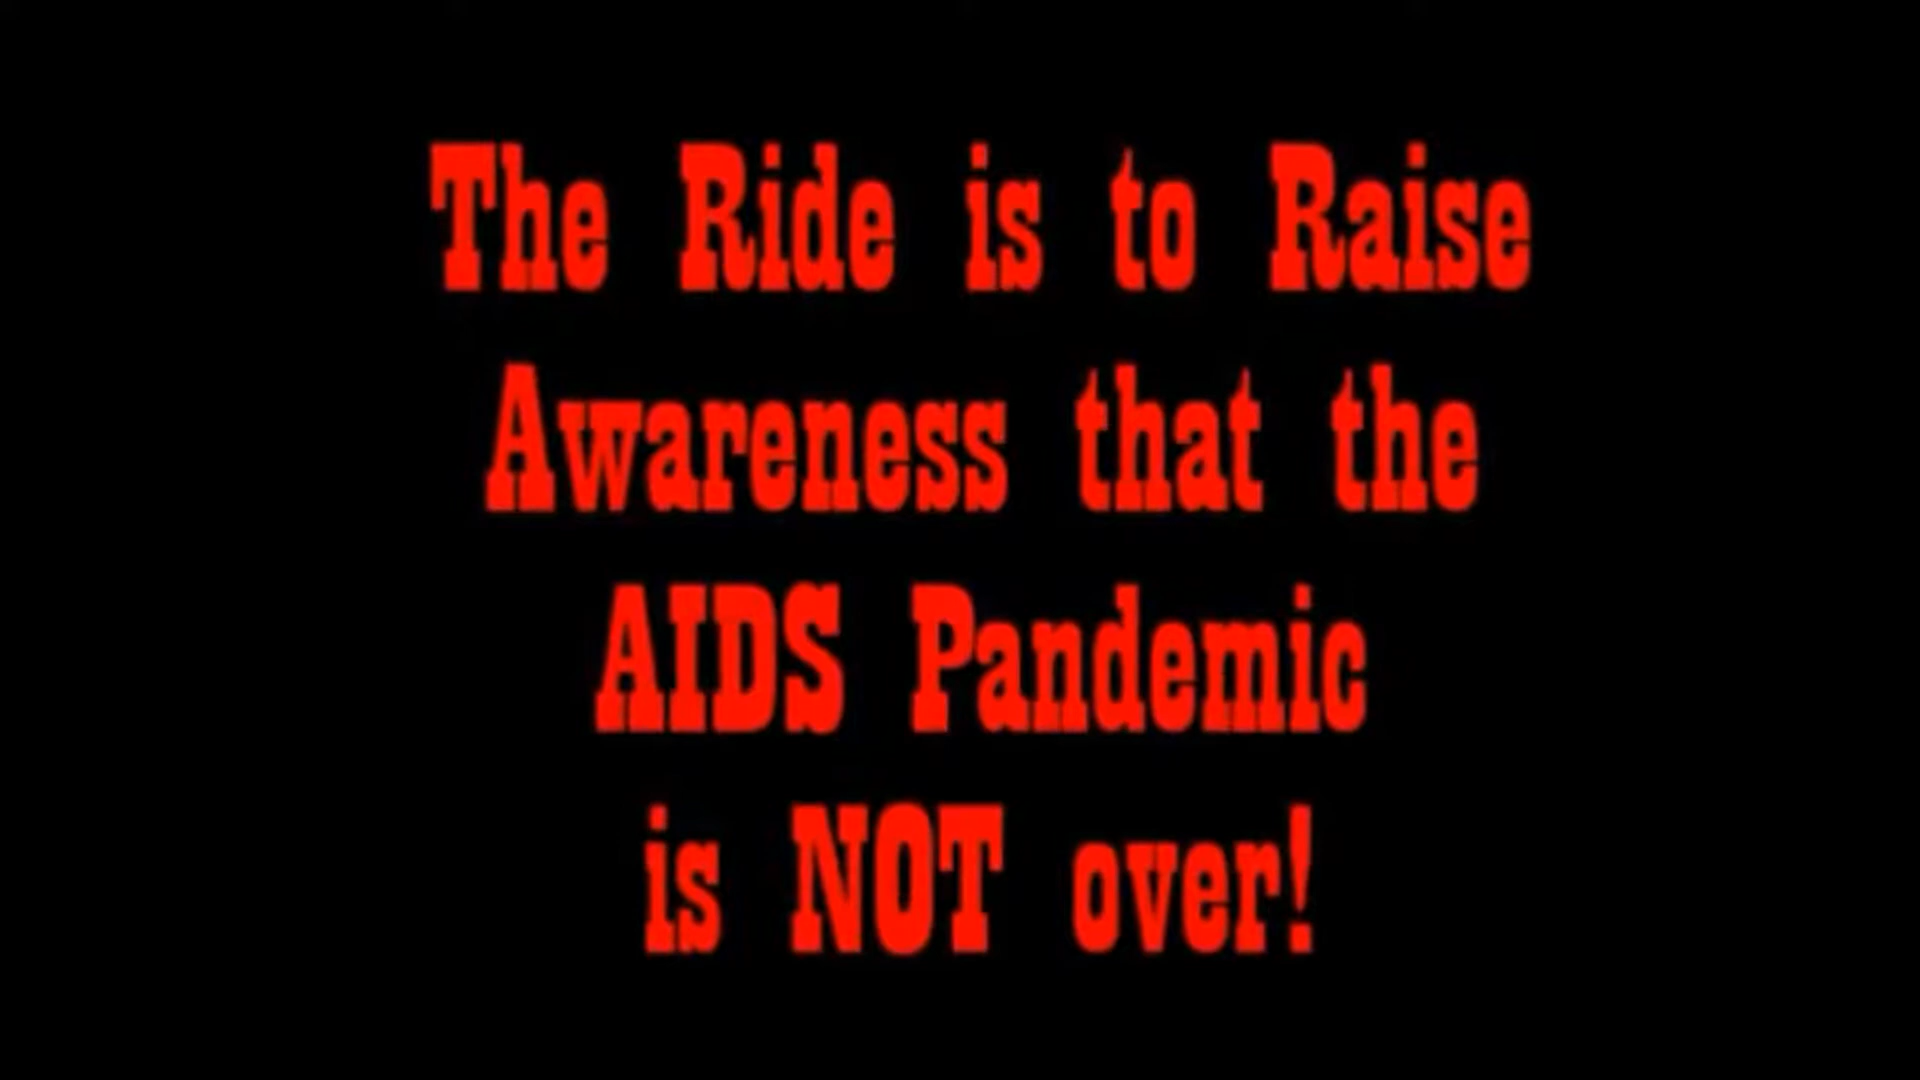 The Ride is to Raise
Awareness that the
AIDS Pandemic
is NOT over!